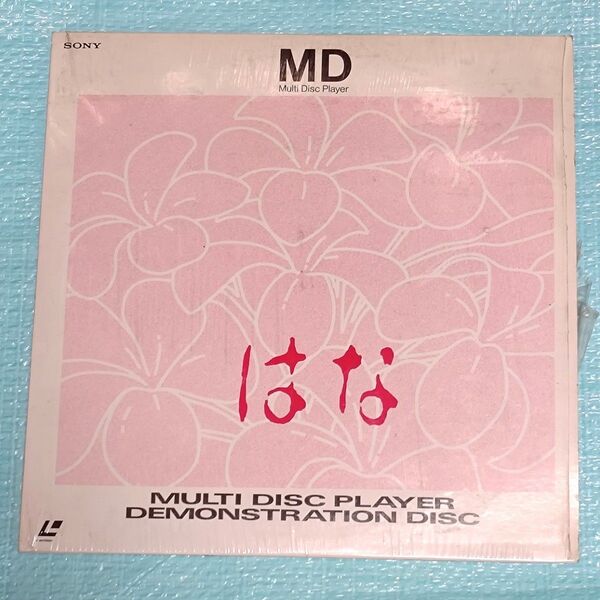 SONY
MD
Multi Disc Player
はな
MULTI DISC PLAYER
DEMONSTRATION DISC